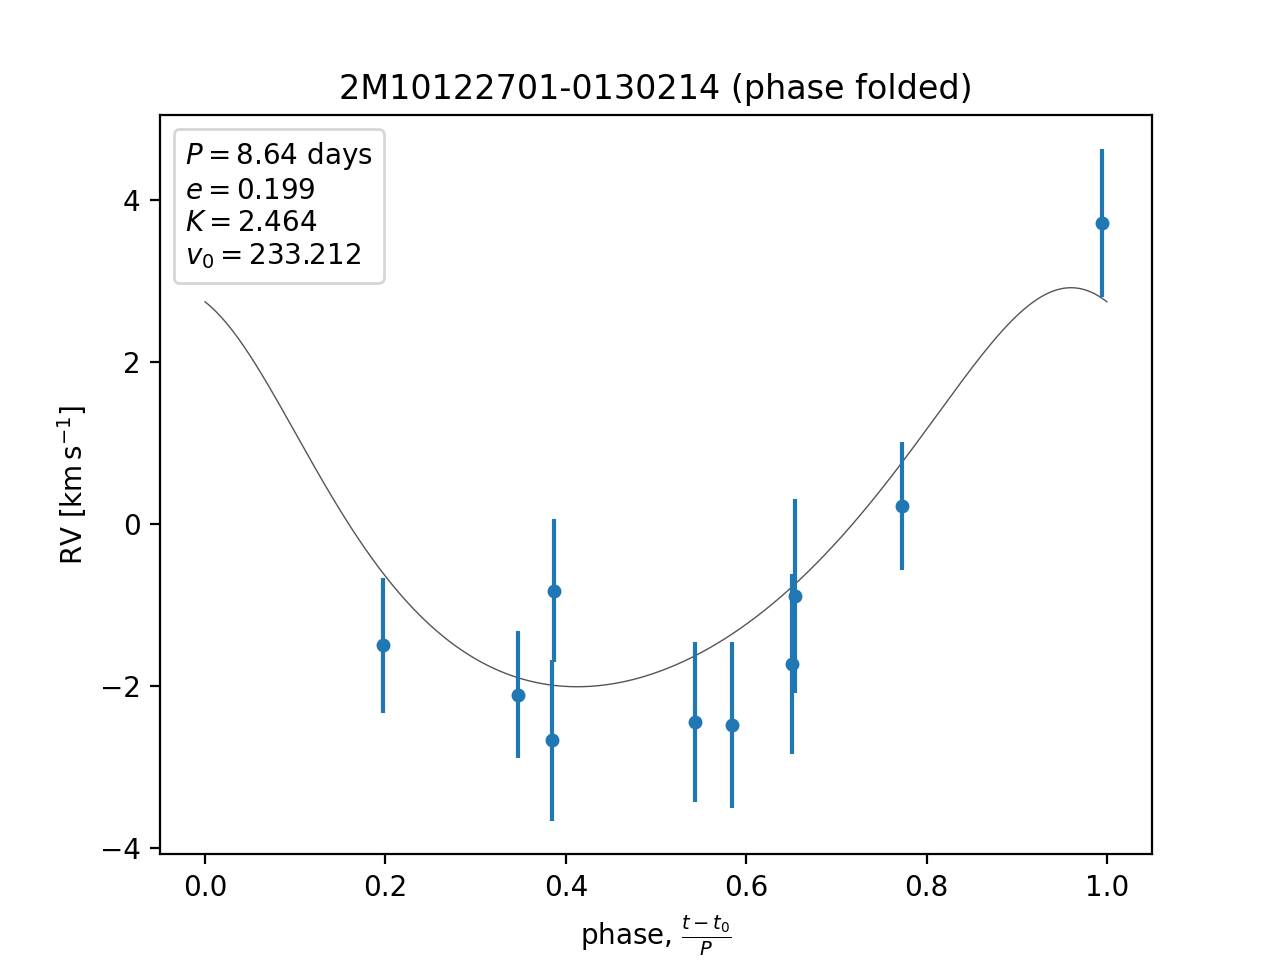 2M10122701-0130214 (phase folded)
P = 8.64 days
e = 0.199
K = 2.464
v₀ = 233.212
4
2
0
−2
−4
RV [km s⁻¹]
0.0 0.2 0.4 0.6 0.8 1.0
phase, (t − t₀)/P